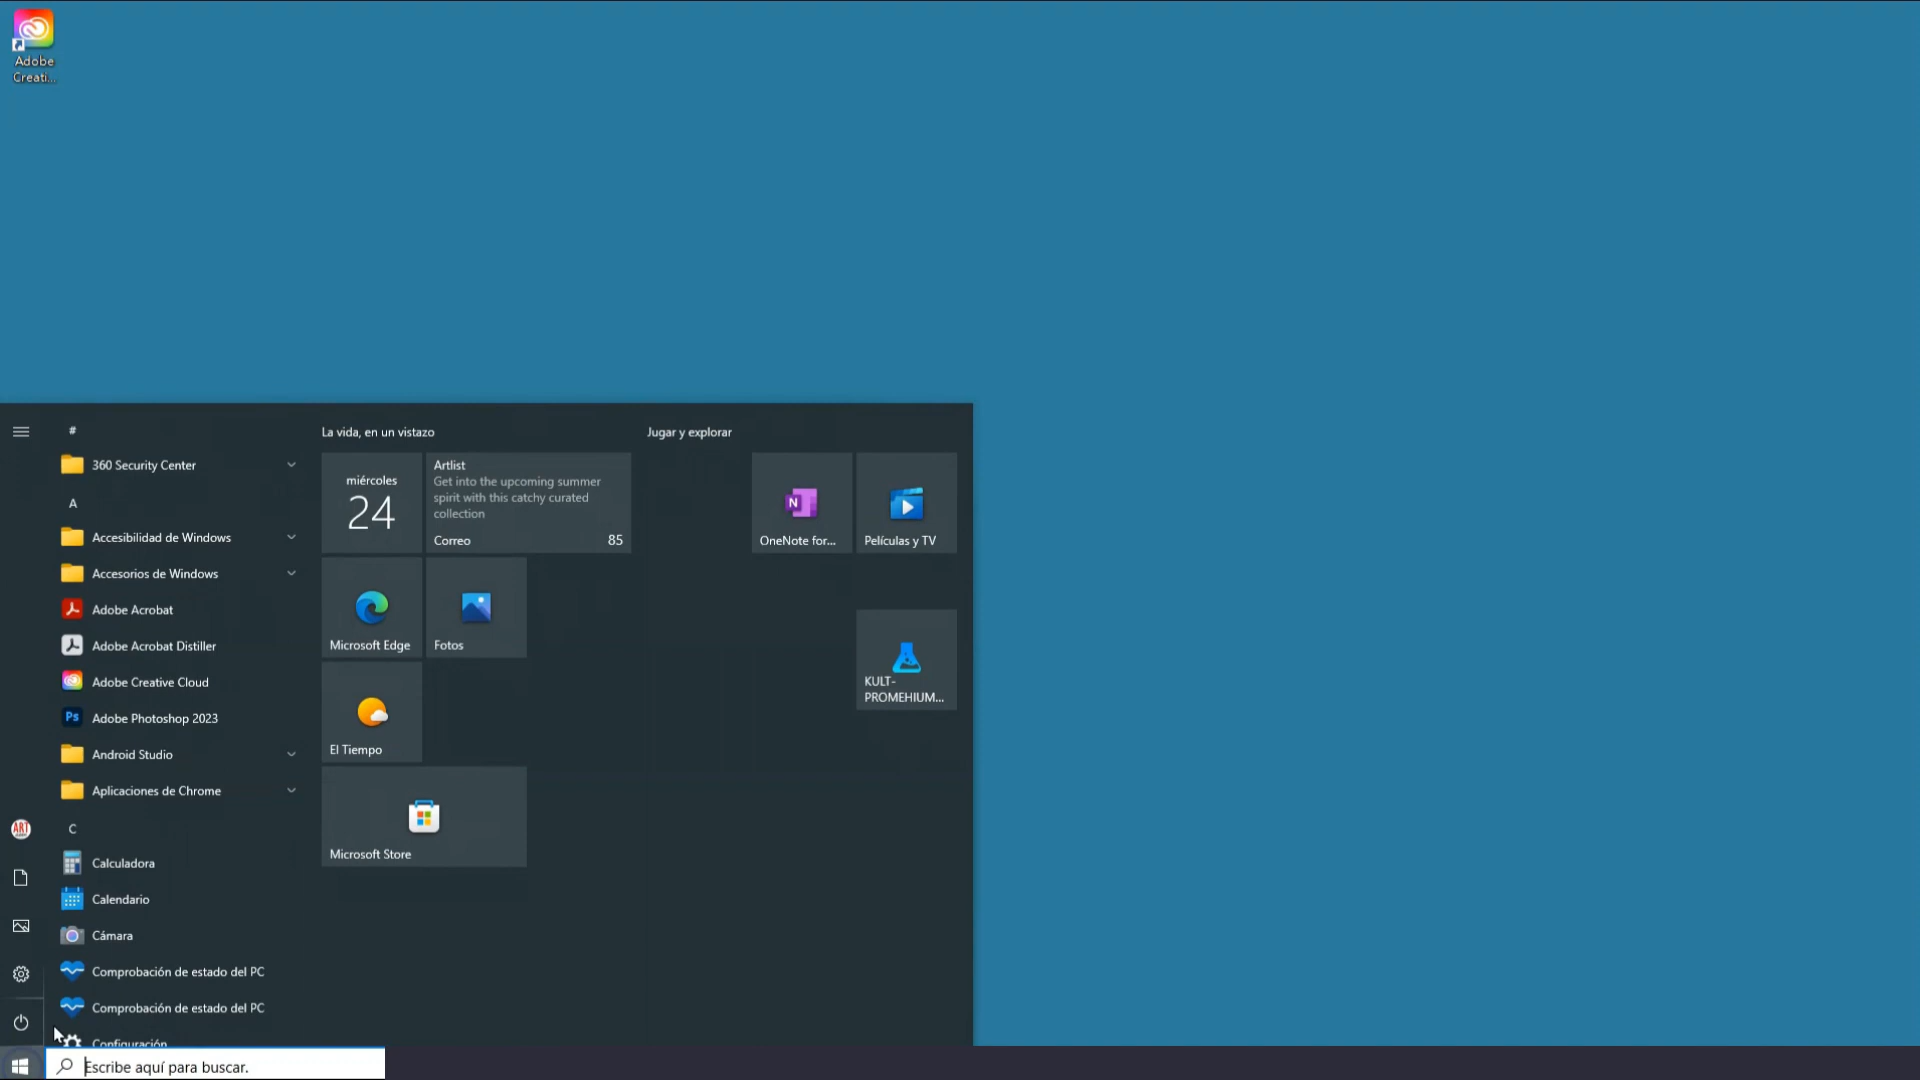 Adobe
Creati...
#
360 Security Center
A
Accesibilidad de Windows
Accesorios de Windows
Adobe Acrobat
Adobe Acrobat Distiller
Adobe Creative Cloud
Ps
Adobe Photoshop 2023
Android Studio
Aplicaciones de Chrome
ART
C
Calculadora
Calendario
Cámara
Comprobación de estado del PC
Comprobación de estado del PC
Configuración
Escribe aquí para buscar.
La vida, en un vistazo
miércoles
24
Artlist
Get into the upcoming summer
spirit with this catchy curated
collection
Correo 85
Microsoft Edge
Fotos
El Tiempo
Microsoft Store
Jugar y explorar
N
OneNote for...
Películas y TV
KULT-
PROMEHIUM...